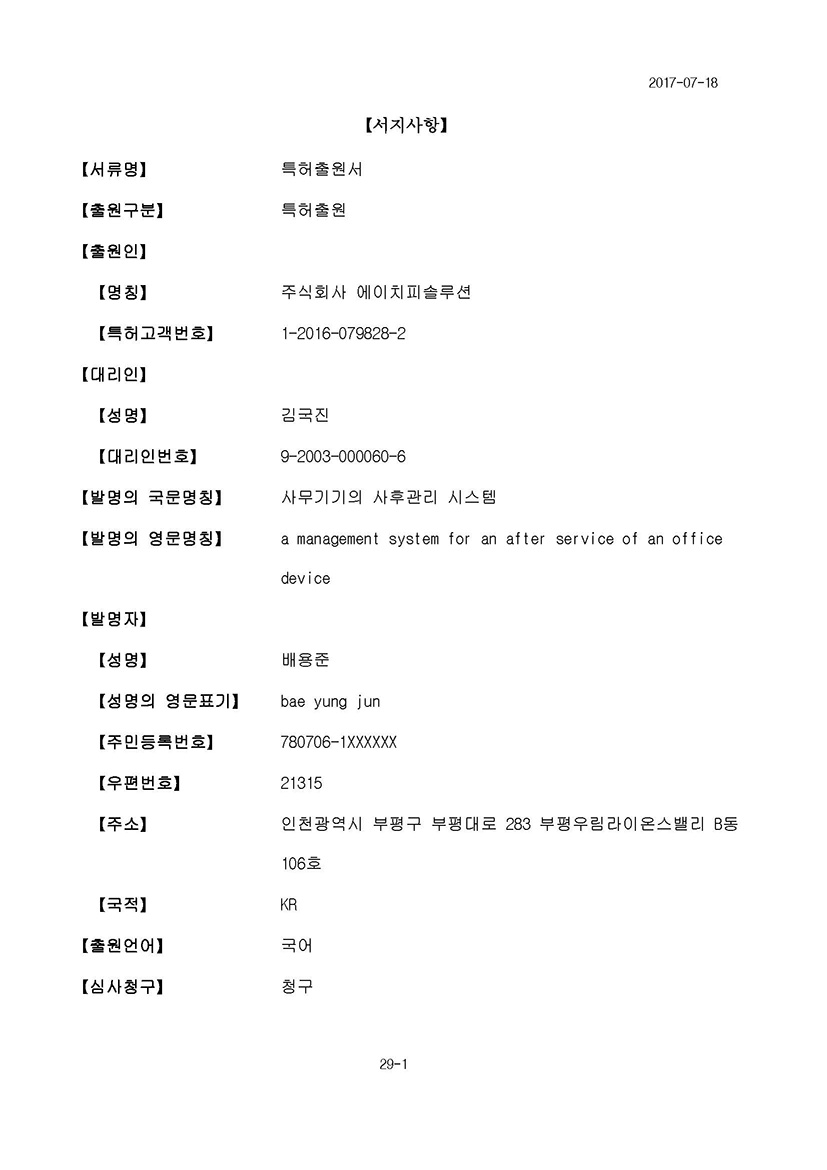 2017-07-18
【서지사항】
【서류명】 특허출원서
【출원구분】 특허출원
【출원인】
【명칭】 주식회사 에이치피솔루션
【특허고객번호】 1-2016-079828-2
【대리인】
【성명】 김국진
【대리인번호】 9-2003-000060-6
【발명의 국문명칭】 사무기기의 사후관리 시스템
【발명의 영문명칭】 a management system for an after service of an office
device
【발명자】
【성명】 배용준
【성명의 영문표기】 bae yung jun
【주민등록번호】 780706-1XXXXXX
【우편번호】 21315
【주소】 인천광역시 부평구 부평대로 283 부평우림라이온스밸리 B동
106호
【국적】 KR
【출원언어】 국어
【심사청구】 청구
29-1